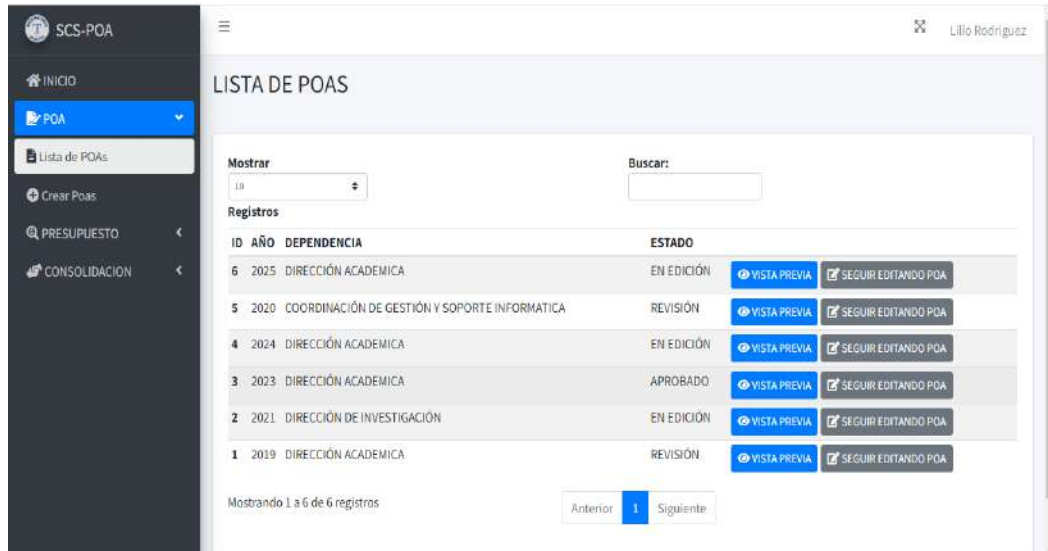 SCS-POA
Lilio Rodriguez
INICIO
POA
Lista de POAs
Crear Poas
PRESUPUESTO
CONSOLIDACION
LISTA DE POAS
Mostrar
10
Registros
Buscar:
ID AÑO DEPENDENCIA ESTADO
6 2025 DIRECCIÓN ACADEMICA EN EDICIÓN VISTA PREVIA SEGUIR EDITANDO POA
5 2020 COORDINACIÓN DE GESTIÓN Y SOPORTE INFORMATICA REVISIÓN VISTA PREVIA SEGUIR EDITANDO POA
4 2024 DIRECCIÓN ACADEMICA EN EDICIÓN VISTA PREVIA SEGUIR EDITANDO POA
3 2023 DIRECCIÓN ACADEMICA APROBADO VISTA PREVIA SEGUIR EDITANDO POA
2 2021 DIRECCIÓN DE INVESTIGACIÓN EN EDICIÓN VISTA PREVIA SEGUIR EDITANDO POA
1 2019 DIRECCIÓN ACADEMICA REVISIÓN VISTA PREVIA SEGUIR EDITANDO POA
Mostrando 1 a 6 de 6 registros
Anterior 1 Siguiente